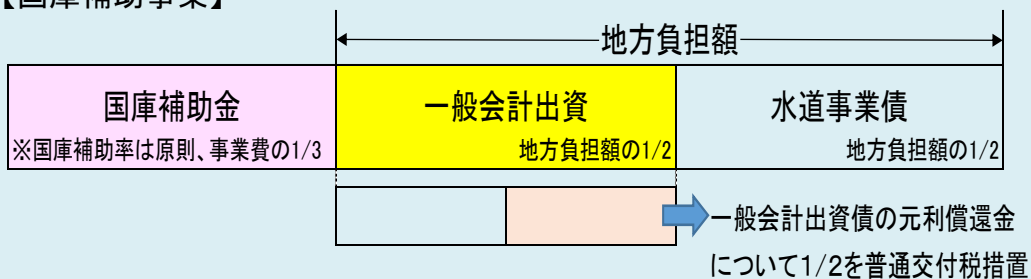 【国庫補助事業】
地方負担額
国庫補助金
※国庫補助率は原則、事業費の1/3
一般会計出資
地方負担額の1/2
水道事業債
地方負担額の1/2
一般会計出資債の元利償還金
について1/2を普通交付税措置